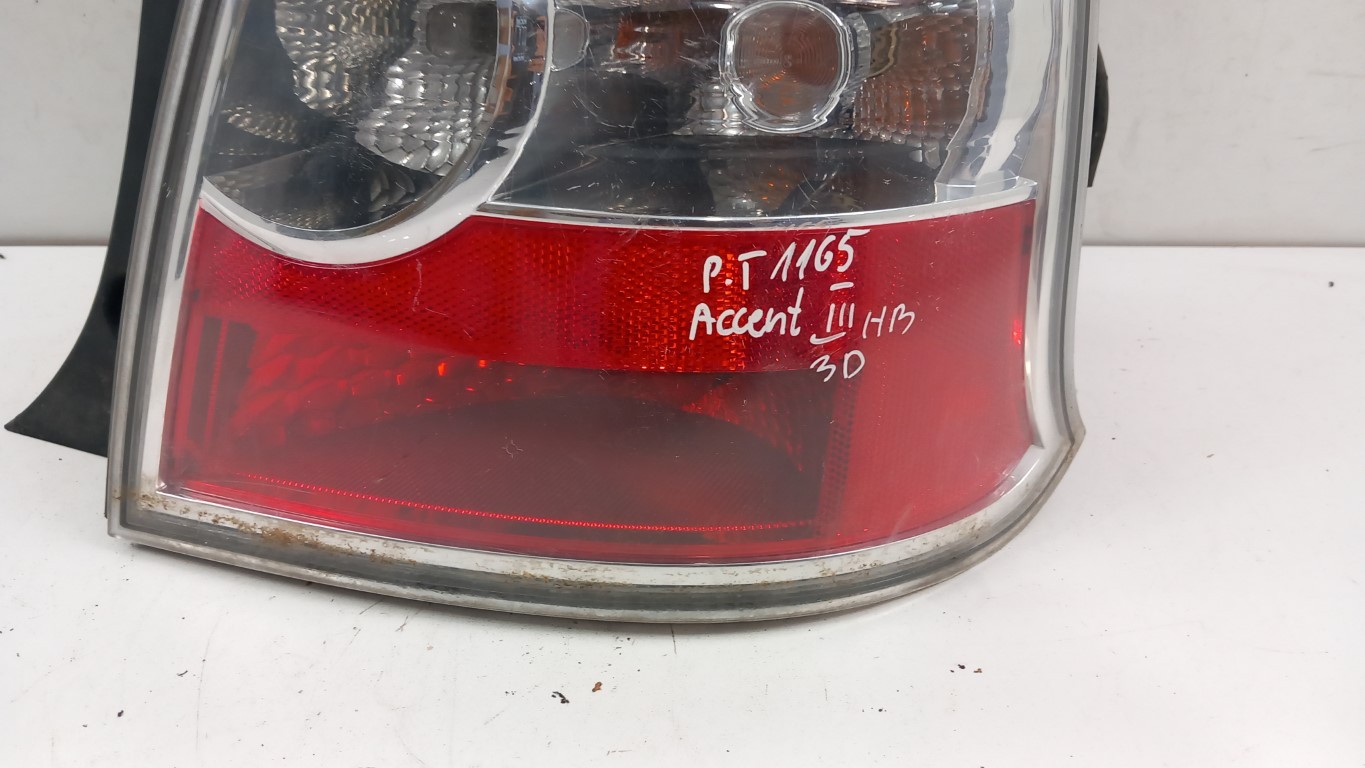 P.T 1165
Accent III HB
3D